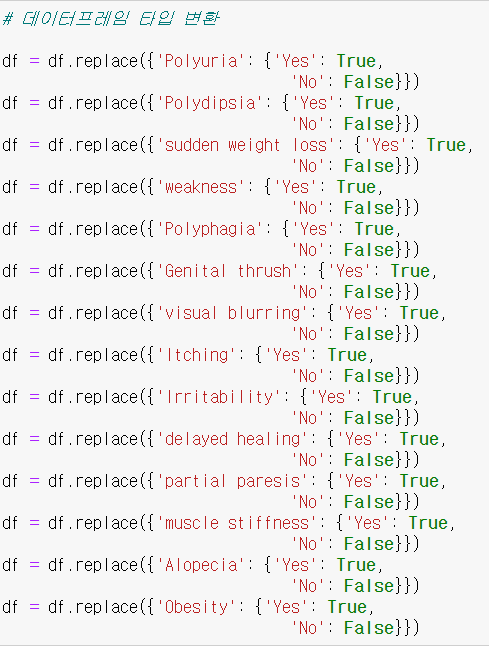 # 데이터프레임 타입 변환
df = df.replace({'Polyuria': {'Yes': True,
'No': False}})
df = df.replace({'Polydipsia': {'Yes': True,
'No': False}})
df = df.replace({'sudden weight loss': {'Yes': True,
'No': False}})
df = df.replace({'weakness': {'Yes': True,
'No': False}})
df = df.replace({'Polyphagia': {'Yes': True,
'No': False}})
df = df.replace({'Genital thrush': {'Yes': True,
'No': False}})
df = df.replace({'visual blurring': {'Yes': True,
'No': False}})
df = df.replace({'Itching': {'Yes': True,
'No': False}})
df = df.replace({'Irritability': {'Yes': True,
'No': False}})
df = df.replace({'delayed healing': {'Yes': True,
'No': False}})
df = df.replace({'partial paresis': {'Yes': True,
'No': False}})
df = df.replace({'muscle stiffness': {'Yes': True,
'No': False}})
df = df.replace({'Alopecia': {'Yes': True,
'No': False}})
df = df.replace({'Obesity': {'Yes': True,
'No': False}})